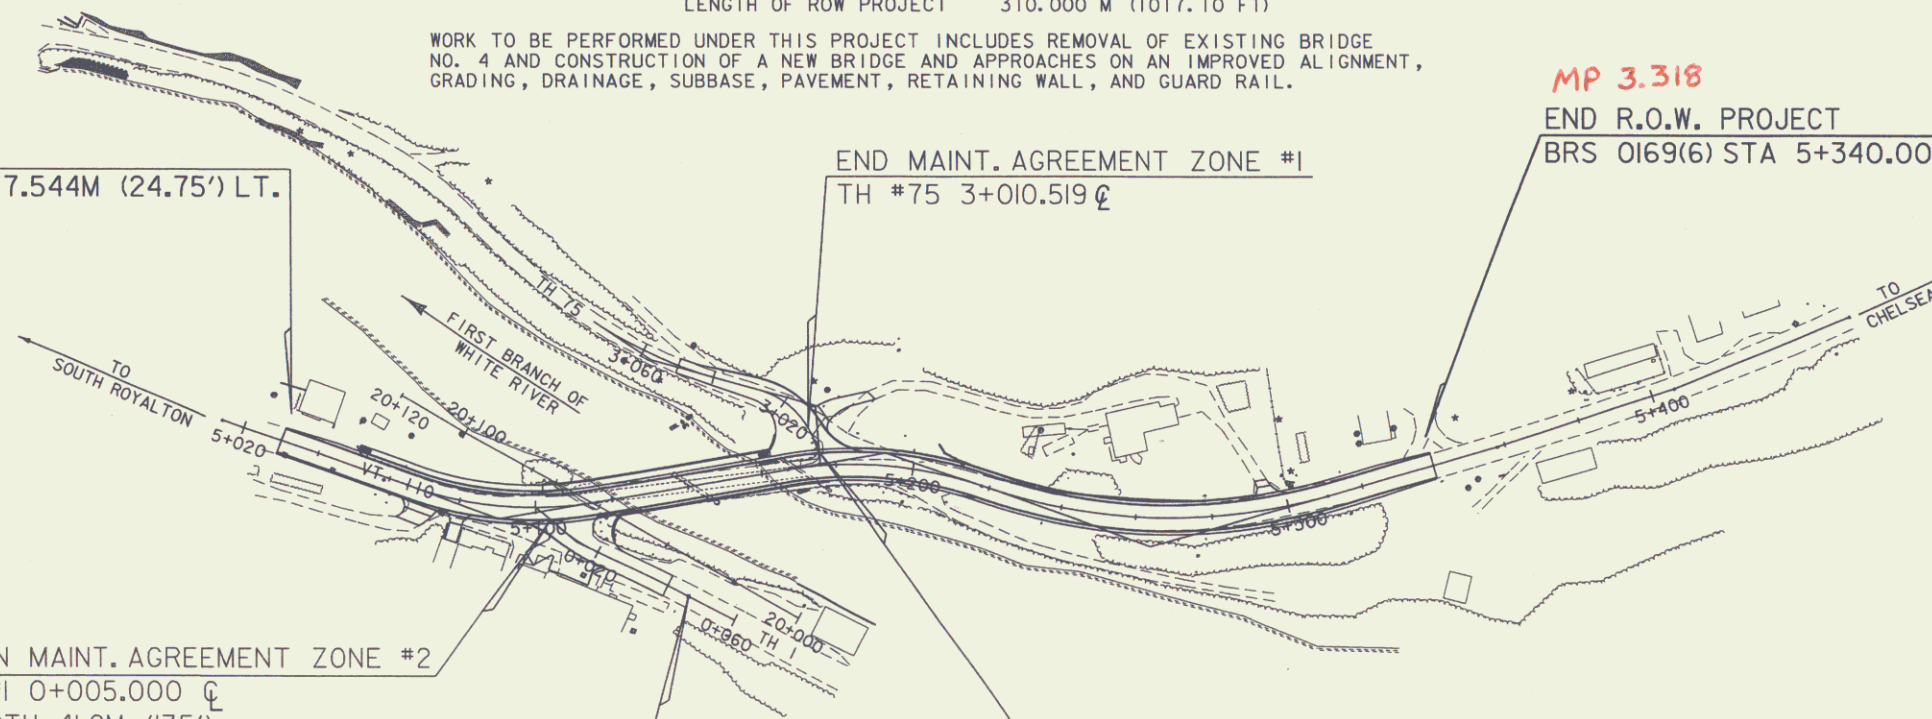 LENGTH OF ROW PROJECT 310.000 M (1017.10 FT)
WORK TO BE PERFORMED UNDER THIS PROJECT INCLUDES REMOVAL OF EXISTING BRIDGE
NO. 4 AND CONSTRUCTION OF A NEW BRIDGE AND APPROACHES ON AN IMPROVED ALIGNMENT,
GRADING, DRAINAGE, SUBBASE, PAVEMENT, RETAINING WALL, AND GUARD RAIL.
MP 3.318
END R.O.W. PROJECT
BRS 0169(6) STA 5+340.00
END MAINT. AGREEMENT ZONE #1
TH #75 3+010.519 ℄
7.544M (24.75') LT.
TH 75
FIRST BRANCH OF
WHITE RIVER
3+060
3+020
TO
SOUTH ROYALTON
TO
CHELSEA
20+120
20+100
5+020
VT. 110
5+100
5+200
5+300
5+400
0+020
0+060
TH 1
20+000
MAINT. AGREEMENT ZONE #2
0+005.000 ℄